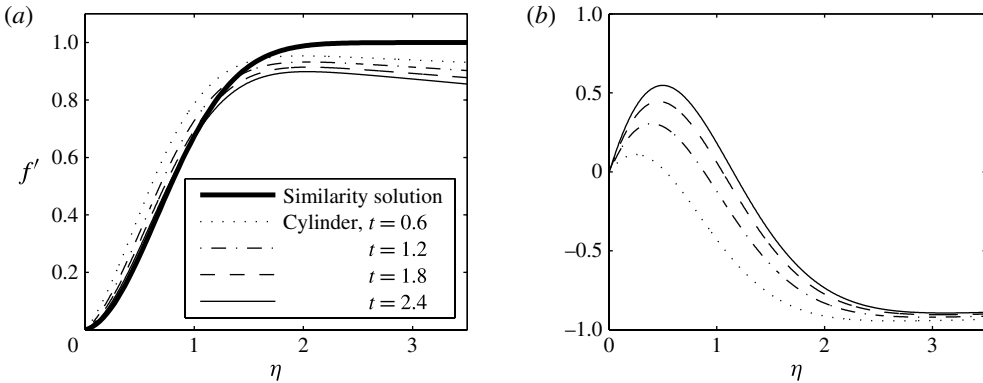 (a)
1.0
0.8
0.6
0.4
0.2
0
1
2
3
f′
η
Similarity solution
Cylinder, t = 0.6
t = 1.2
t = 1.8
t = 2.4
(b)
1.0
0.5
0
–0.5
–1.0
0
1
2
3
η